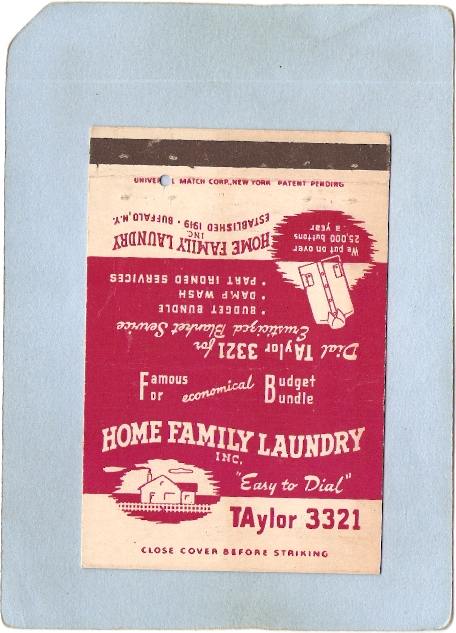 UNIVER L MATCH CORP., NEW YORK PATENT PENDING
Dial TAylor 3321 for
Erusticized Blanket Service
• BUDGET BUNDLE
• DAMP WASH
• PART IRONED SERVICES
HOME FAMILY LAUNDRY
INC.
ESTABLISHED 1919 • BUFFALO, N.Y.
We put on over
25,000 buttons
a year
Famous For economical Budget Bundle
HOME FAMILY LAUNDRY
INC.
"Easy to Dial"
TAylor 3321
CLOSE COVER BEFORE STRIKING